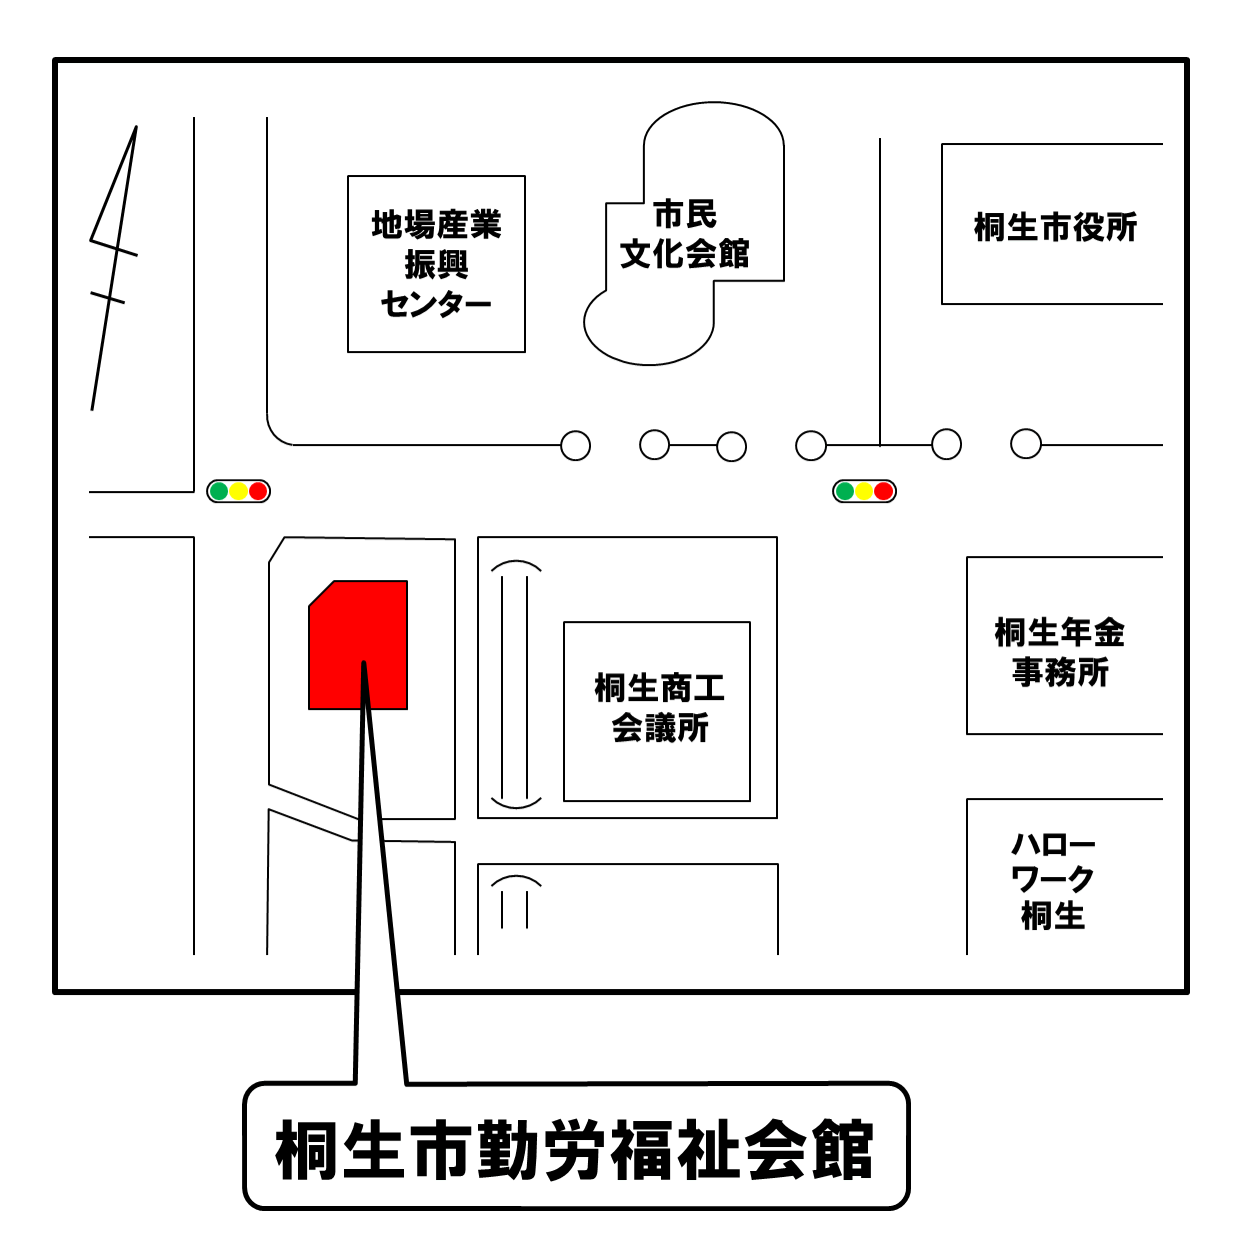 地場産業
振興
センター
市民
文化会館
桐生市役所
桐生商工
会議所
桐生年金
事務所
ハロー
ワーク
桐生
桐生市勤労福祉会館